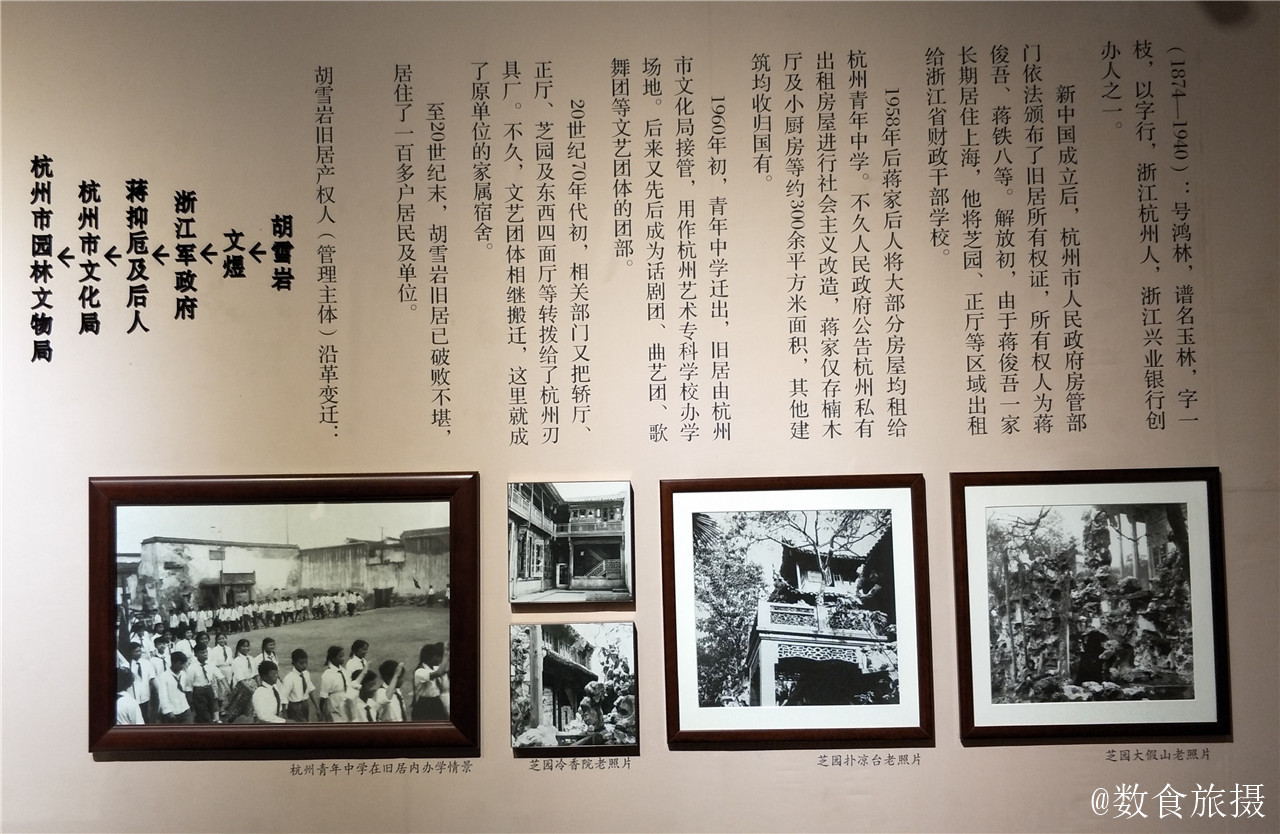 （1874—1940）：号鸿林，谱名玉林，字一
枝，以字行，浙江杭州人，浙江兴业银行创
办人之一。
新中国成立后，杭州市人民政府房管部
门依法颁布了旧居所有权证，所有权人为蒋
俊吾、蒋铁八等。解放初，由于蒋俊吾一家
长期居住上海，他将芝园、正厅等区域出租
给浙江省财政干部学校。
1958年后蒋家后人将大部分房屋均租给
杭州青年中学。不久人民政府公告杭州私有
出租房屋进行社会主义改造，蒋家仅存楠木
厅及小厨房等约300余平方米面积，其他建
筑均收归国有。
1960年初，青年中学迁出，旧居由杭州
市文化局接管，用作杭州艺术专科学校办学
场地。后来又先后成为话剧团、曲艺团、歌
舞团等文艺团体的团部。
20世纪70年代初，相关部门又把轿厅、
正厅、芝园及东西四面厅等转拨给了杭州刃
具厂。不久，文艺团体相继搬迁，这里就成
了原单位的家属宿舍。
至20世纪末，胡雪岩旧居已破败不堪，
居住了一百多户居民及单位。
胡雪岩旧居产权人（管理主体）沿革变迁：
胡雪岩
↓
文煜
↓
浙江军政府
↓
蒋抑卮及后人
↓
杭州市文化局
↓
杭州市园林文物局
杭州青年中学在旧居内办学情景
芝园冷香院老照片
芝园扑凉台老照片
芝园大假山老照片
@数食旅摄